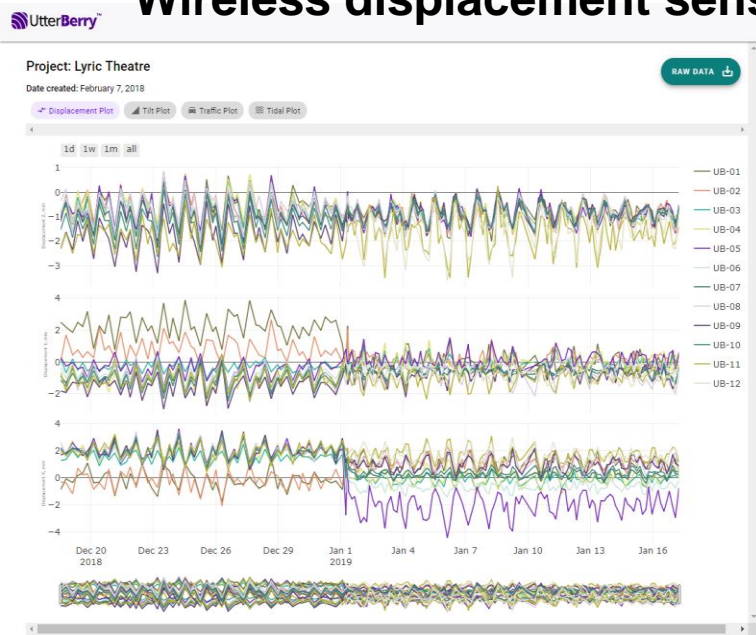 Wireless displacement sens
UtterBerry™
Project: Lyric Theatre
Date created: February 7, 2018
RAW DATA
Displacement Plot
Tilt Plot
Traffic Plot
Tidal Plot
1d 1w 1m all
1
0
−1
−2
−3
Displacement Z, mm
4
2
0
−2
4
2
0
−2
−4
Dec 20
2018
Dec 23
Dec 26
Dec 29
Jan 1
2019
Jan 4
Jan 7
Jan 10
Jan 13
Jan 16
UB-01
UB-02
UB-03
UB-04
UB-05
UB-06
UB-07
UB-08
UB-09
UB-10
UB-11
UB-12